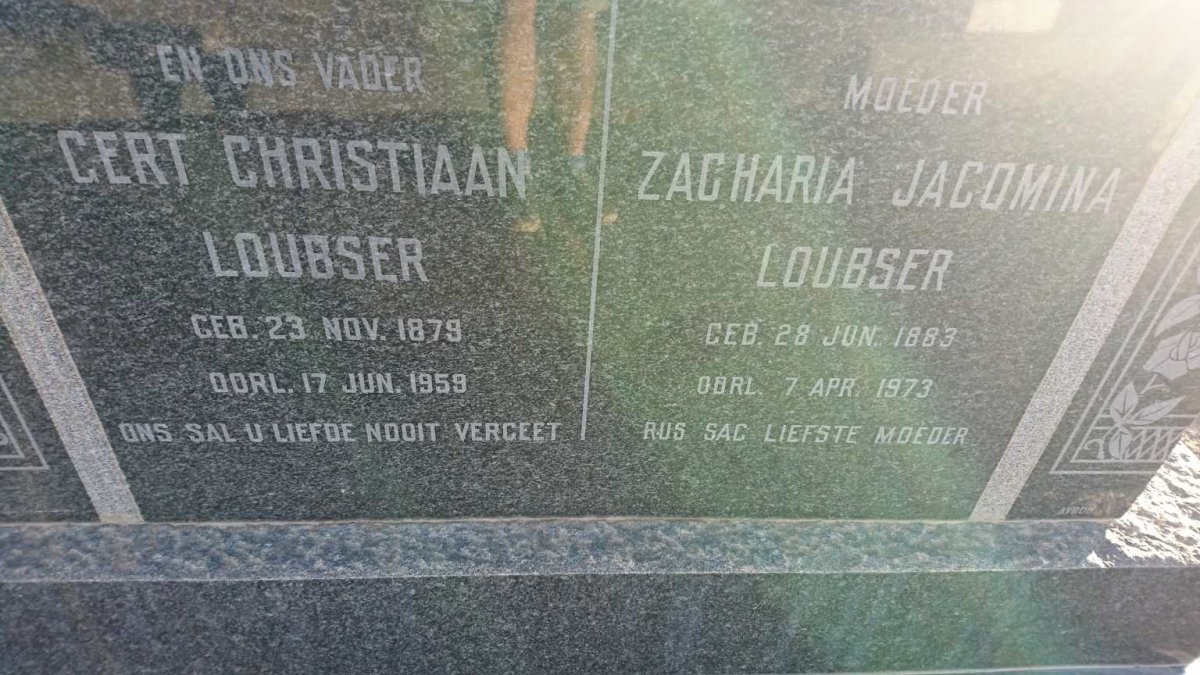 EN ONS VADER
GERT CHRISTIAAN
LOUBSER
GEB. 23 NOV. 1879
OORL. 17 JUN. 1959
ONS SAL U LIEFDE NOOIT VERGEET
MOEDER
ZACHARIA JACOMINA
LOUBSER
GEB. 28 JUN. 1883
OORL. 7 APR. 1973
RUS SAG LIEFSTE MOEDER